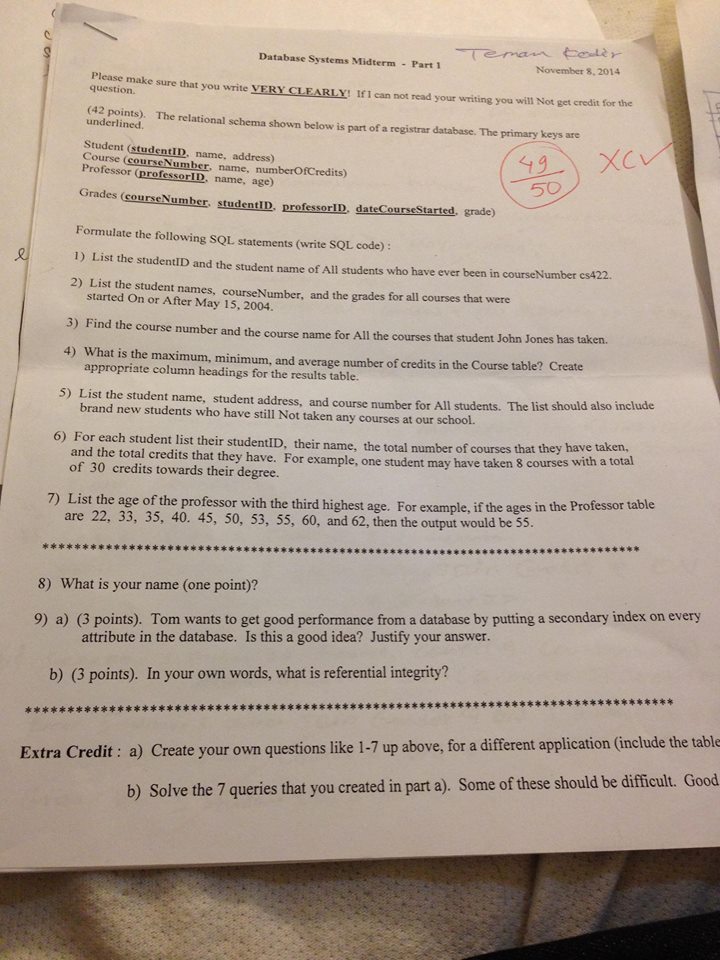 Database Systems Midterm - Part 1
Teman Keder
November 8, 2014
Please make sure that you write VERY CLEARLY! If I can not read your writing you will Not get credit for the
question.
(42 points). The relational schema shown below is part of a registrar database. The primary keys are
underlined.
Student (studentID, name, address)
Course (courseNumber, name, numberOfCredits)
Professor (professorID, name, age)
49
50
XC✓
Grades (courseNumber, studentID, professorID, dateCourseStarted, grade)
Formulate the following SQL statements (write SQL code) :
1) List the studentID and the student name of All students who have ever been in courseNumber cs422.
2) List the student names, courseNumber, and the grades for all courses that were
started On or After May 15, 2004.
3) Find the course number and the course name for All the courses that student John Jones has taken.
4) What is the maximum, minimum, and average number of credits in the Course table? Create
appropriate column headings for the results table.
5) List the student name, student address, and course number for All students. The list should also include
brand new students who have still Not taken any courses at our school.
6) For each student list their studentID, their name, the total number of courses that they have taken,
and the total credits that they have. For example, one student may have taken 8 courses with a total
of 30 credits towards their degree.
7) List the age of the professor with the third highest age. For example, if the ages in the Professor table
are 22, 33, 35, 40. 45, 50, 53, 55, 60, and 62, then the output would be 55.
8) What is your name (one point)?
9) a) (3 points). Tom wants to get good performance from a database by putting a secondary index on every
attribute in the database. Is this a good idea? Justify your answer.
b) (3 points). In your own words, what is referential integrity?
Extra Credit : a) Create your own questions like 1-7 up above, for a different application (include the table
b) Solve the 7 queries that you created in part a). Some of these should be difficult. Good